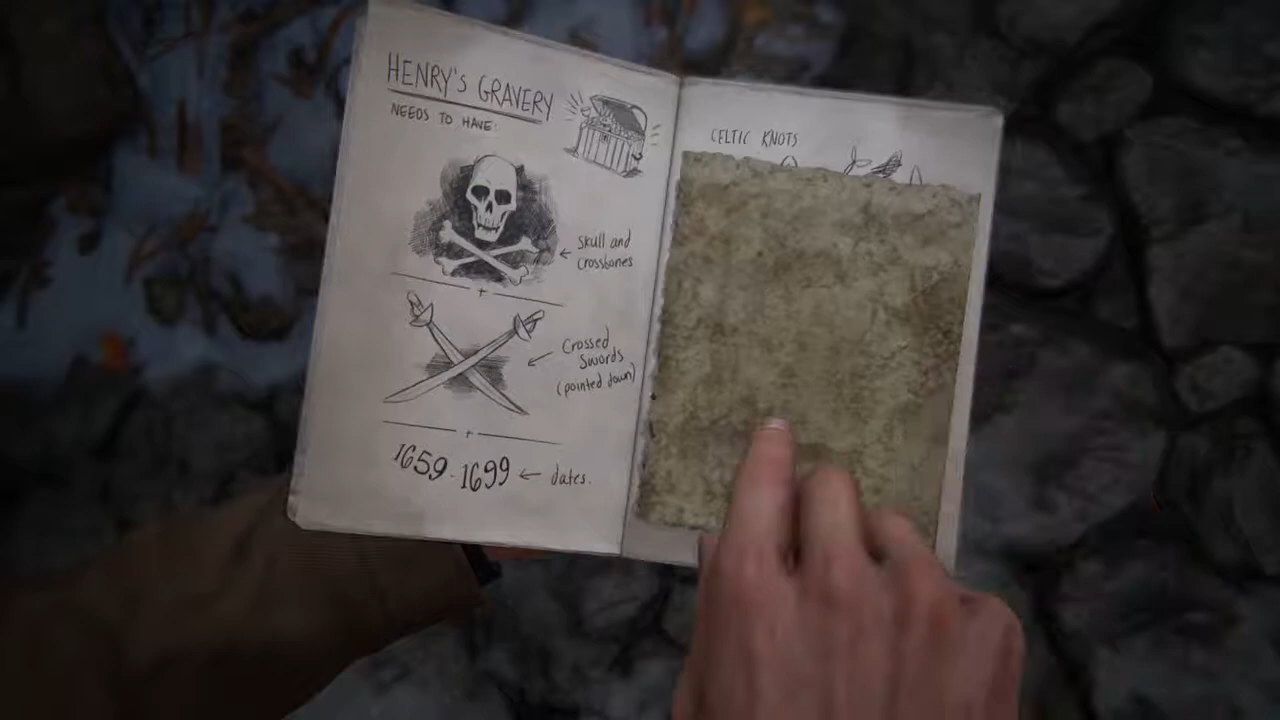 HENRY'S GRAVERY
NEEDS TO HAVE:
Skull and
crossbones
Crossed
Swords
(pointed down)
1659-1699
dates.
CELTIC KNOTS